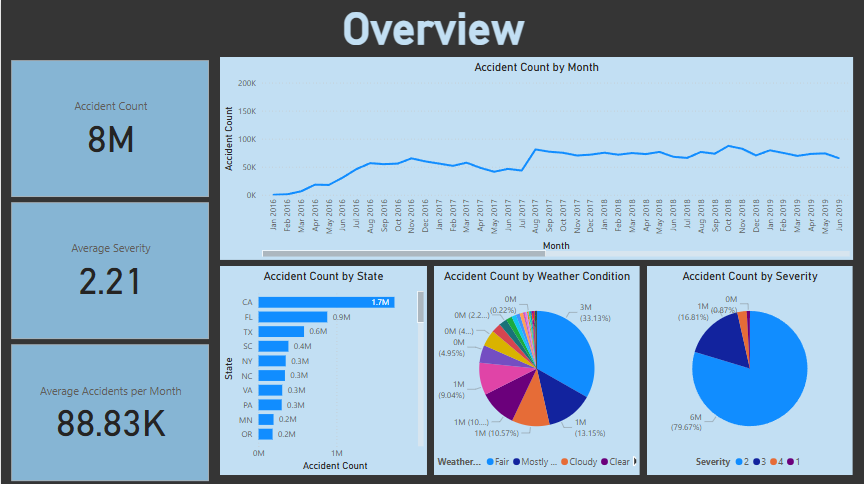 Overview
Accident Count
8M
Average Severity
2.21
Average Accidents per Month
88.83K
Accident Count by Month
Accident Count
200K
150K
100K
50K
0K
Jan 2016
Feb 2016
Mar 2016
Apr 2016
May 2016
Jun 2016
Jul 2016
Aug 2016
Sep 2016
Oct 2016
Nov 2016
Dec 2016
Jan 2017
Feb 2017
Mar 2017
Apr 2017
May 2017
Jun 2017
Jul 2017
Aug 2017
Sep 2017
Oct 2017
Nov 2017
Dec 2017
Jan 2018
Feb 2018
Mar 2018
Apr 2018
May 2018
Jun 2018
Jul 2018
Aug 2018
Sep 2018
Oct 2018
Nov 2018
Dec 2018
Jan 2019
Feb 2019
Mar 2019
Apr 2019
May 2019
Jun 2019
Month
Accident Count by State
State
CA 1.7M
FL 0.9M
TX 0.6M
SC 0.4M
NY 0.3M
NC 0.3M
VA 0.3M
PA 0.3M
MN 0.2M
OR 0.2M
0M 1M
Accident Count
Accident Count by Weather Condition
3M
(33.13%)
1M
(13.15%)
1M (10.57%)
1M (10....)
1M
(9.04%)
0M
(4.95%)
0M (4...)
0M (2.2...)
0M
(0.22%)
Weather... Fair Mostly ... Cloudy Clear
Accident Count by Severity
0M
(0.87%)
1M
(16.81%)
6M
(79.67%)
Severity 2 3 4 1